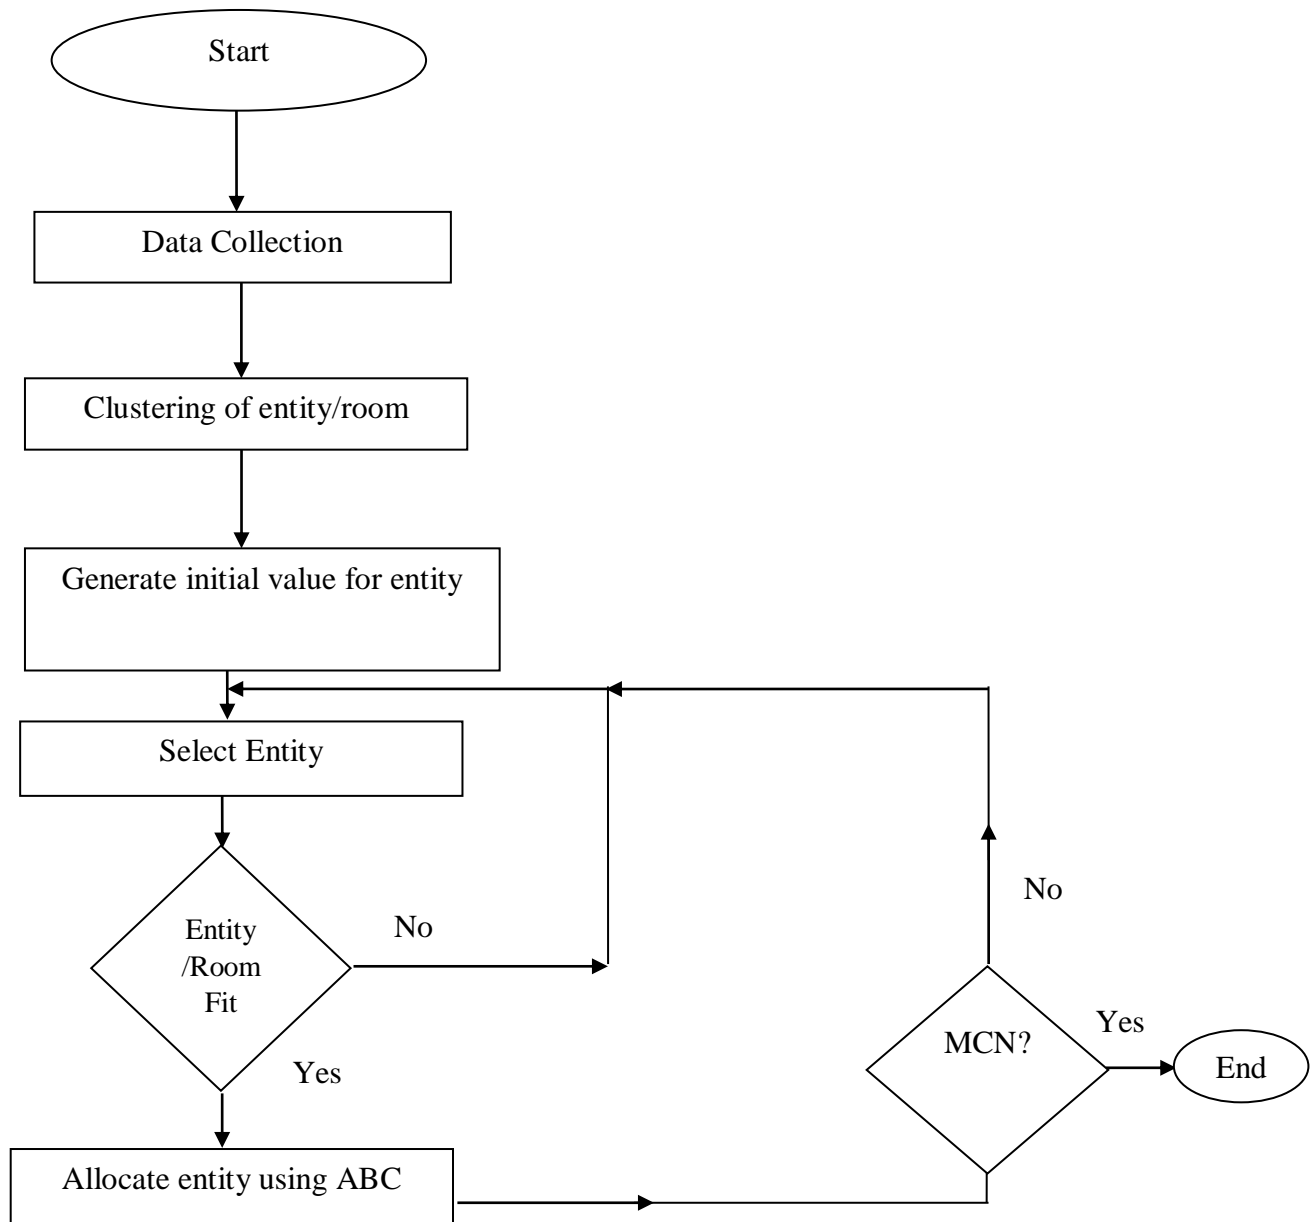 Start
Data Collection
Clustering of entity/room
Generate initial value for entity
Select Entity
Entity
/Room
Fit
No
Yes
Allocate entity using ABC
MCN?
No
Yes
End